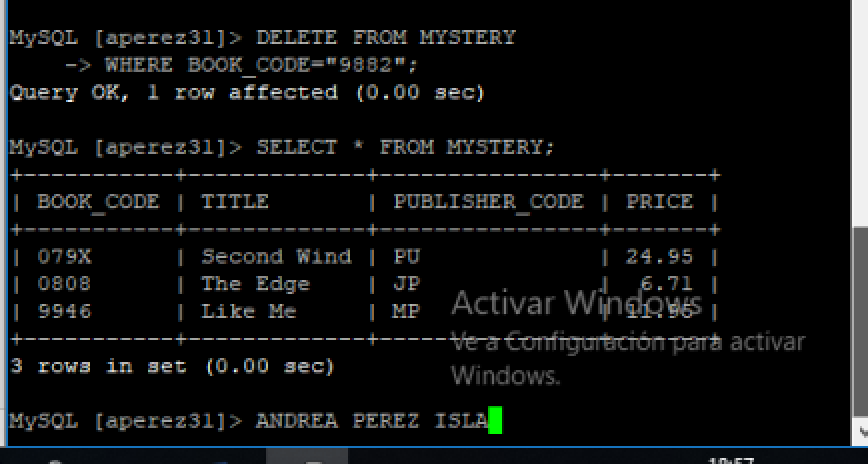 MySQL [aperez31]> DELETE FROM MYSTERY
    -> WHERE BOOK_CODE="9882";
Query OK, 1 row affected (0.00 sec)
MySQL [aperez31]> SELECT * FROM MYSTERY;
+-----------+-------------+----------------+-------+
| BOOK_CODE | TITLE       | PUBLISHER_CODE | PRICE |
+-----------+-------------+----------------+-------+
| 079X      | Second Wind | PU             | 24.95 |
| 0808      | The Edge    | JP             |  6.71 |
| 9946      | Like Me     | MP             | |
+-----------+-------------+----------------+-------+
3 rows in set (0.00 sec)
MySQL [aperez31]> ANDREA PEREZ ISLA
Activar Windows
Ve a Configuración para activar
Windows.